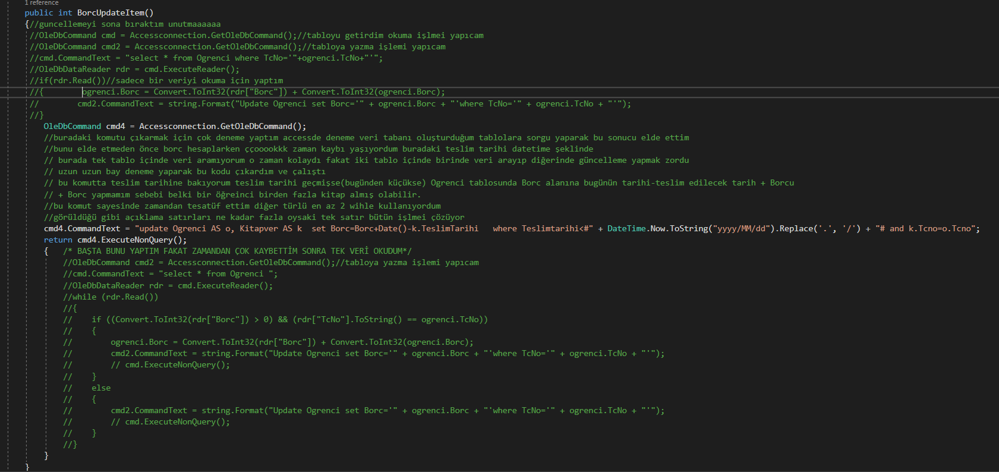 1 reference
public int BorcUpdateItem()
{//guncellemeyi sona bıraktım unutmaaaaaa
//OleDbCommand cmd = Accessconnection.GetOleDbCommand();//tabloyu getirdim okuma işlmei yapıcam
//OleDbCommand cmd2 = Accessconnection.GetOleDbCommand();//tabloya yazma işlemi yapıcam
//cmd.CommandText = "select * from Ogrenci where TcNo='"+ogrenci.TcNo+"'";
//OleDbDataReader rdr = cmd.ExecuteReader();
//if(rdr.Read())//sadece bir veriyi okuma için yaptım
//{        ogrenci.Borc = Convert.ToInt32(rdr["Borc"]) + Convert.ToInt32(ogrenci.Borc);
//        cmd2.CommandText = string.Format("Update Ogrenci set Borc='" + ogrenci.Borc + "'where TcNo='" + ogrenci.TcNo + "'");
//}
OleDbCommand cmd4 = Accessconnection.GetOleDbCommand();
//buradaki komutu çıkarmak için çok deneme yaptım accessde deneme veri tabanı oluşturduğum tablolara sorgu yaparak bu sonucu elde ettim
//bunu elde etmeden önce borc hesaplarken ççooookkk zaman kaybı yaşıyordum buradaki teslim tarihi datetime şeklinde
// burada tek tablo içinde veri aramıyorum o zaman kolaydı fakat iki tablo içinde birinde veri arayıp diğerinde güncelleme yapmak zordu
// uzun uzun bay deneme yaparak bu kodu çıkardım ve çalıştı
// bu komutta teslim tarihine bakıyorum teslim tarihi geçmişse(bugünden küçükse) Ogrenci tablosunda Borc alanına bugünün tarihi-teslim edilecek tarih + Borcu
// + Borc yapmamım sebebi belki bir öğreinci birden fazla kitap almış olabilir.
//bu komut sayesinde zamandan tesatüf ettim diğer türlü en az 2 wihle kullanıyordum
//görüldüğü gibi açıklama satırları ne kadar fazla oysaki tek satır bütün işlmei çözüyor
cmd4.CommandText = "update Ogrenci AS o, Kitapver AS k  set Borc=Borc+Date()-k.TeslimTarihi   where Teslimtarihi<#" + DateTime.Now.ToString("yyyy/MM/dd").Replace('.', '/') + "# and k.Tcno=o.Tcno";
return cmd4.ExecuteNonQuery();
{   /* BAŞTA BUNU YAPTIM FAKAT ZAMANDAN ÇOK KAYBETTİM SONRA TEK VERİ OKUDUM*/
//OleDbCommand cmd2 = Accessconnection.GetOleDbCommand();//tabloya yazma işlemi yapıcam
//cmd.CommandText = "select * from Ogrenci ";
//OleDbDataReader rdr = cmd.ExecuteReader();
//while (rdr.Read())
//{
//    if ((Convert.ToInt32(rdr["Borc"]) > 0) && (rdr["TcNo"].ToString() == ogrenci.TcNo))
//    {
//        ogrenci.Borc = Convert.ToInt32(rdr["Borc"]) + Convert.ToInt32(ogrenci.Borc);
//        cmd2.CommandText = string.Format("Update Ogrenci set Borc='" + ogrenci.Borc + "'where TcNo='" + ogrenci.TcNo + "'");
//        // cmd.ExecuteNonQuery();
//    }
//    else
//    {
//        cmd2.CommandText = string.Format("Update Ogrenci set Borc='" + ogrenci.Borc + "'where TcNo='" + ogrenci.TcNo + "'");
//        // cmd.ExecuteNonQuery();
//    }
//}
}
}